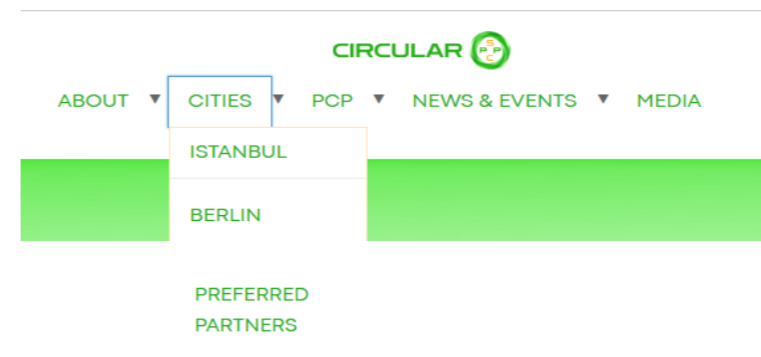 CIRCULAR S P P C
ABOUT ▼ CITIES ▼ PCP ▼ NEWS & EVENTS ▼ MEDIA
ISTANBUL
BERLIN
PREFERRED
PARTNERS